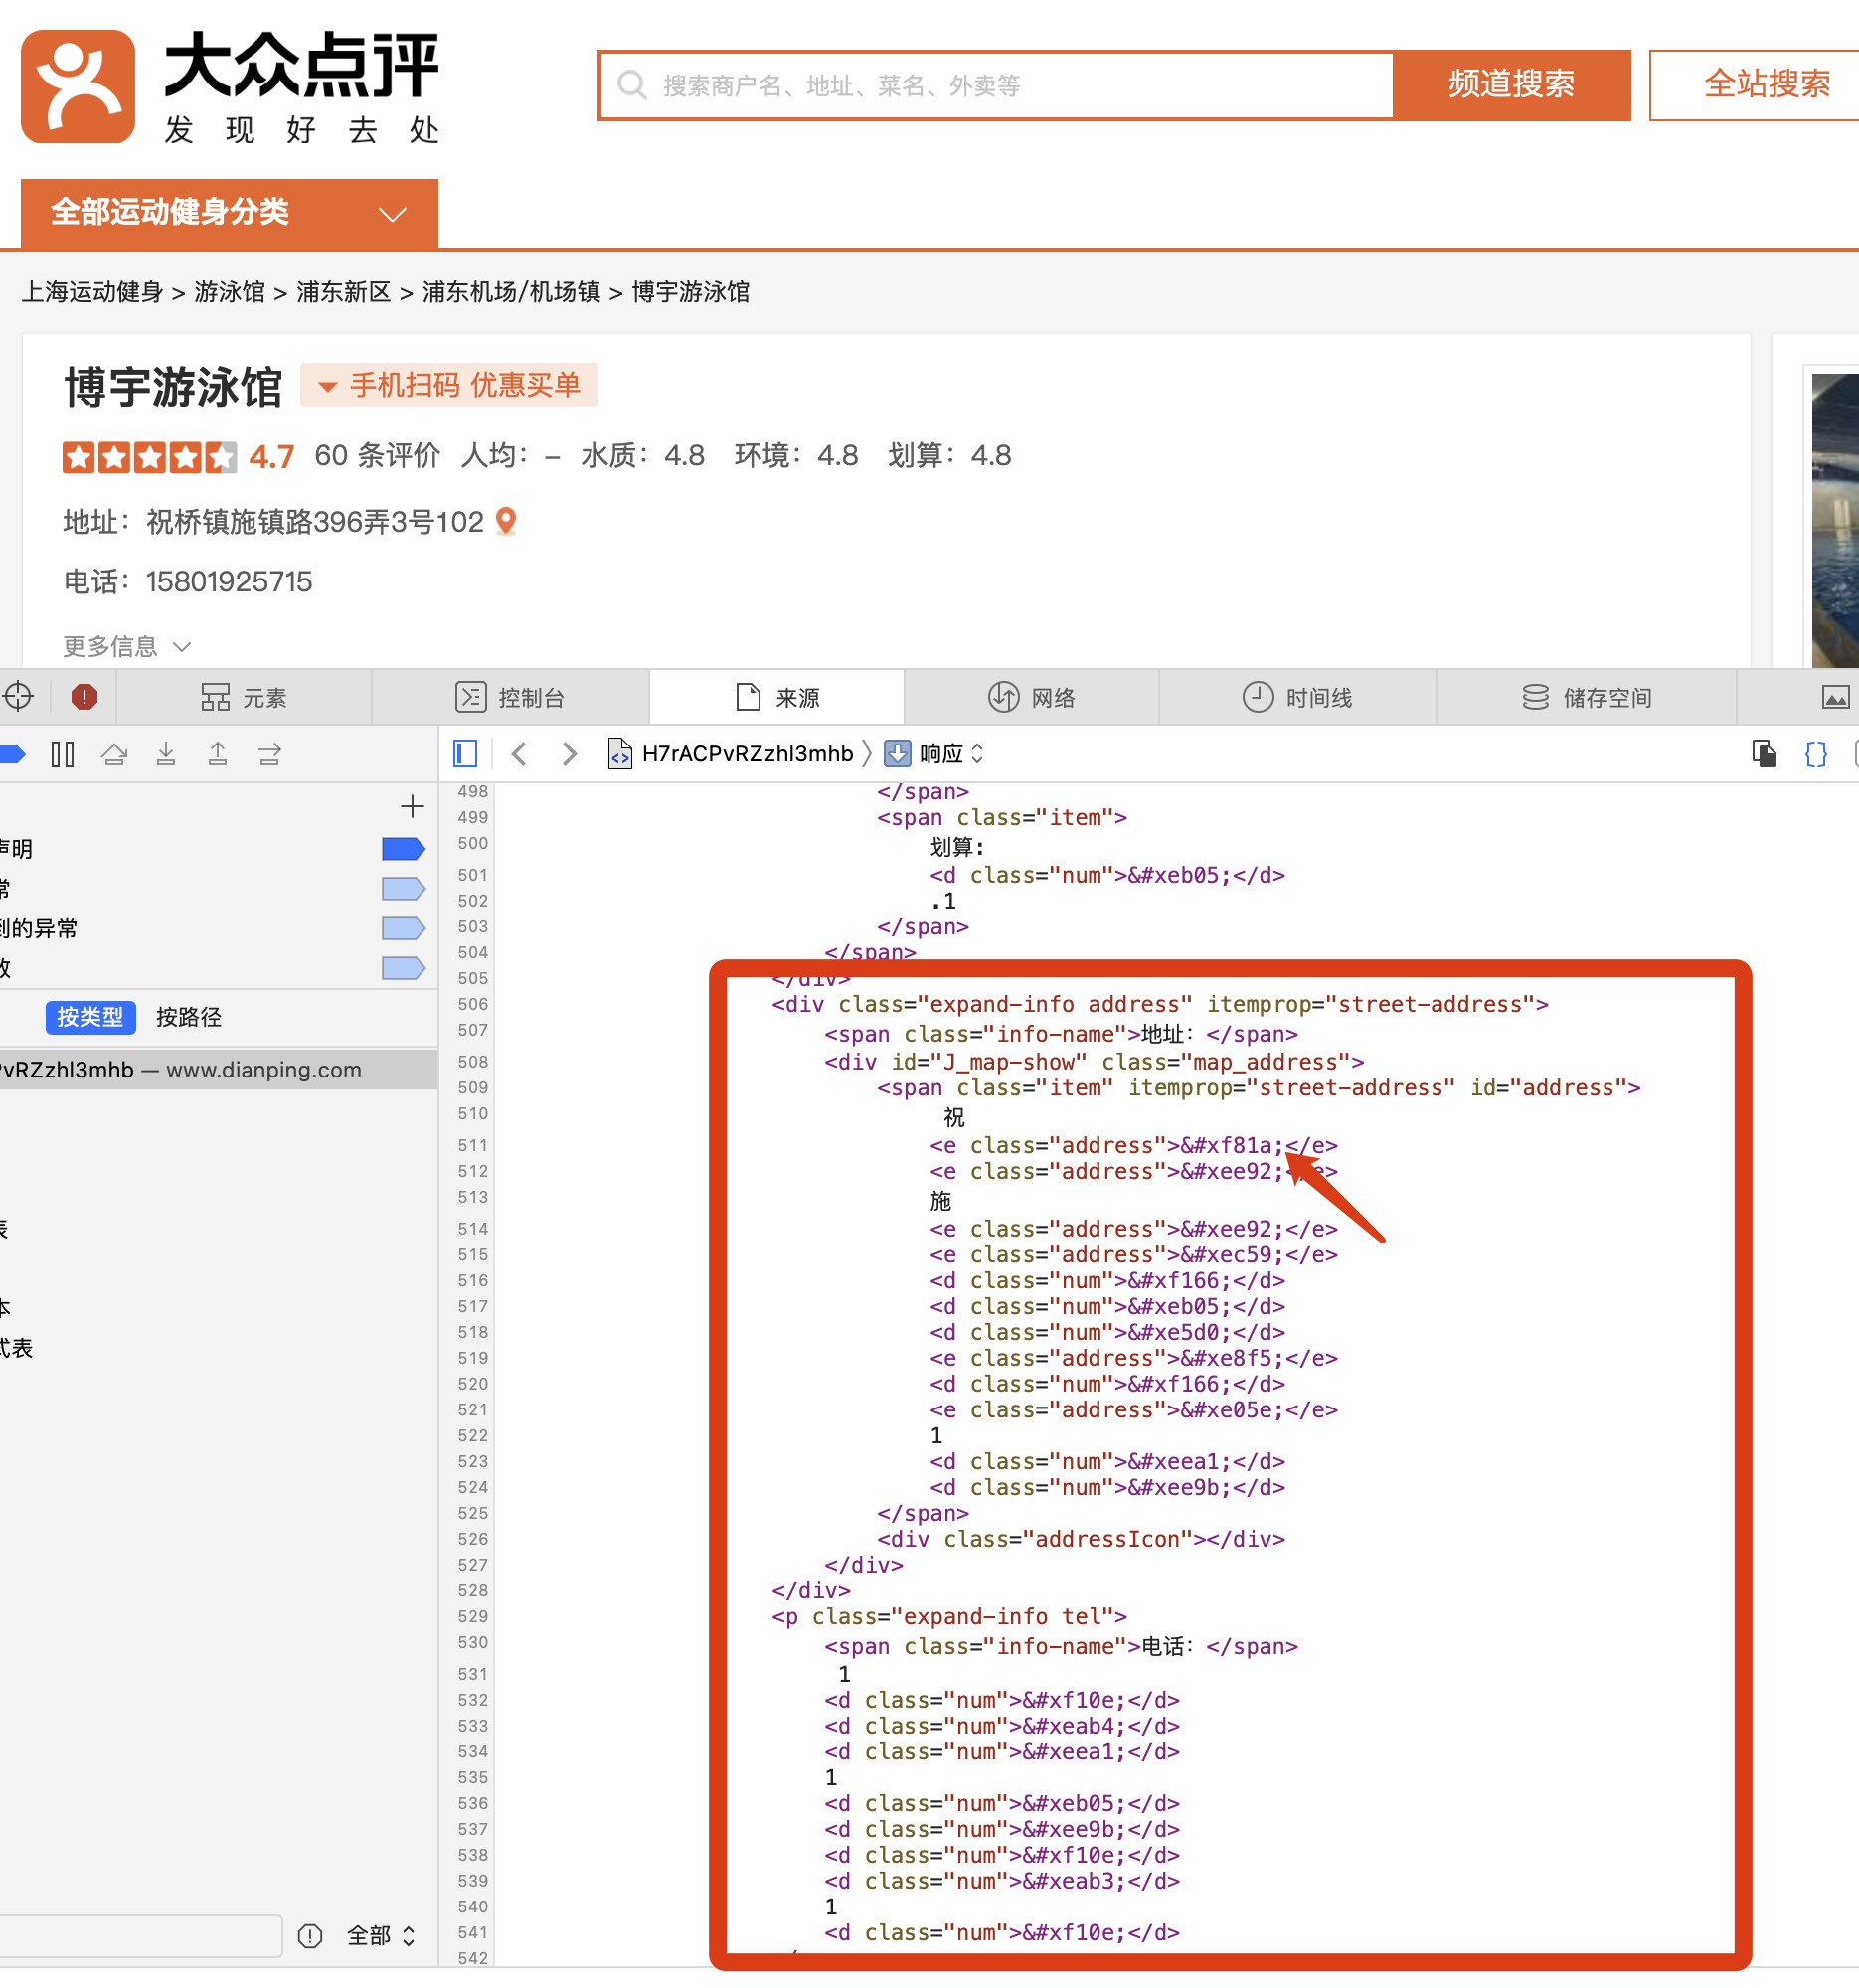 大众点评
发现好去处
搜索商户名、地址、菜名、外卖等
频道搜索
全站搜索
全部运动健身分类
上海运动健身 > 游泳馆 > 浦东新区 > 浦东机场/机场镇 > 博宇游泳馆
博宇游泳馆 手机扫码 优惠买单
4.7 60 条评价 人均：– 水质：4.8 环境：4.8 划算：4.8
地址：祝桥镇施镇路396弄3号102
电话：15801925715
更多信息
元素 控制台 来源 网络 时间线 储存空间
H7rACPvRZzhl3mhb 响应
声明
常
到的异常
按类型 按路径
vRZzhl3mhb — www.dianping.com
表
本
式表
全部
498 </span>
499 <span class="item">
500 划算:
501 <d class="num">&#xeb05;</d>
502 .1
503 </span>
504 </span>
505 </div>
506 <div class="expand-info address" itemprop="street-address">
507 <span class="info-name">地址: </span>
508 <div id="J_map-show" class="map_address">
509 <span class="item" itemprop="street-address" id="address">
510 祝
511 <e class="address">&#xf81a;</e>
512 <e class="address">&#xee92;</e>
513 施
514 <e class="address">&#xee92;</e>
515 <e class="address">&#xec59;</e>
516 <d class="num">&#xf166;</d>
517 <d class="num">&#xeb05;</d>
518 <d class="num">&#xe5d0;</d>
519 <e class="address">&#xe8f5;</e>
520 <d class="num">&#xf166;</d>
521 <e class="address">&#xe05e;</e>
522 1
523 <d class="num">&#xeea1;</d>
524 <d class="num">&#xee9b;</d>
525 </span>
526 <div class="addressIcon"></div>
527 </div>
528 </div>
529 <p class="expand-info tel">
530 <span class="info-name">电话: </span>
531 1
532 <d class="num">&#xf10e;</d>
533 <d class="num">&#xeab4;</d>
534 <d class="num">&#xeea1;</d>
535 1
536 <d class="num">&#xeb05;</d>
537 <d class="num">&#xee9b;</d>
538 <d class="num">&#xf10e;</d>
539 <d class="num">&#xeab3;</d>
540 1
541 <d class="num">&#xf10e;</d>
542